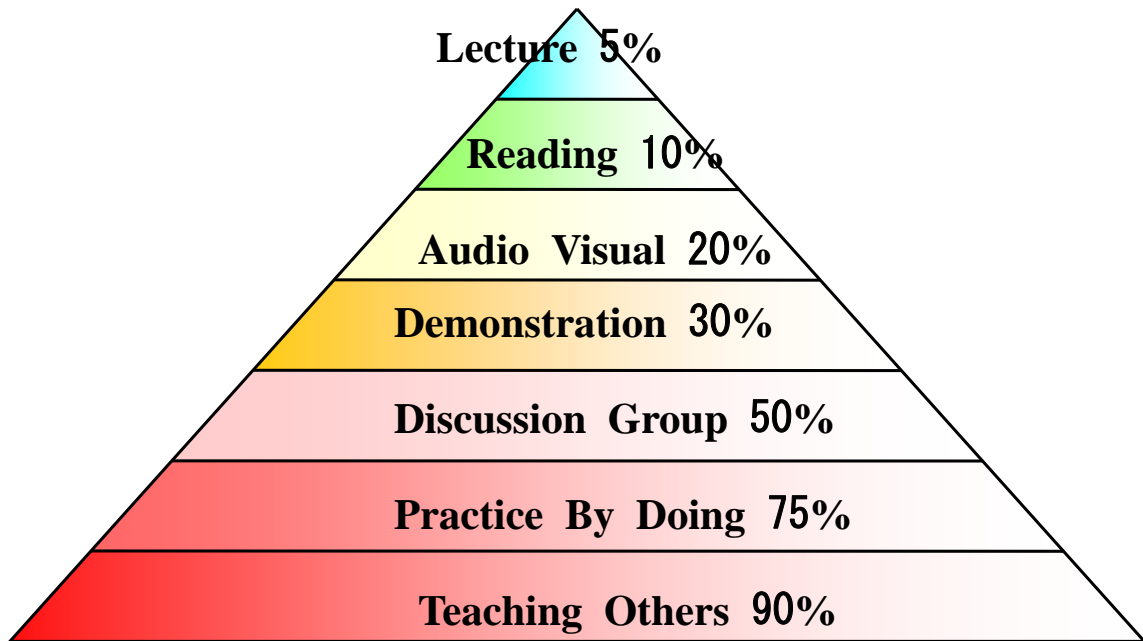 Lecture 5%
Reading 10%
Audio Visual 20%
Demonstration 30%
Discussion Group 50%
Practice By Doing 75%
Teaching Others 90%